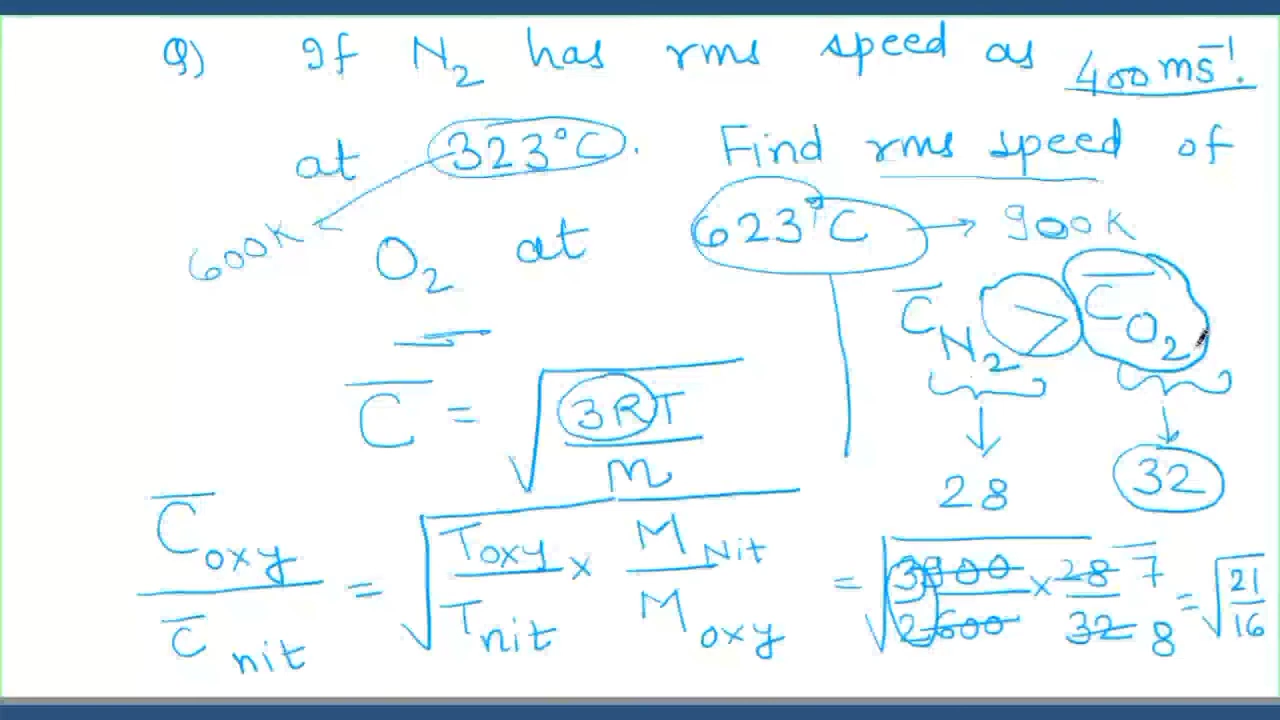 Q) If N₂ has rms speed as 400 ms⁻¹.
at 323°C. Find rms speed of
600K O₂ at 623°C → 900K
C̅ N₂ > C̅ O₂
C̅ = √(3RT/M)
28 32
C̅oxy / C̅nit = √(Toxy/Tnit × MNit/Moxy) = √(3 900/2 600 × 28 7/32 8) = √(21/16)